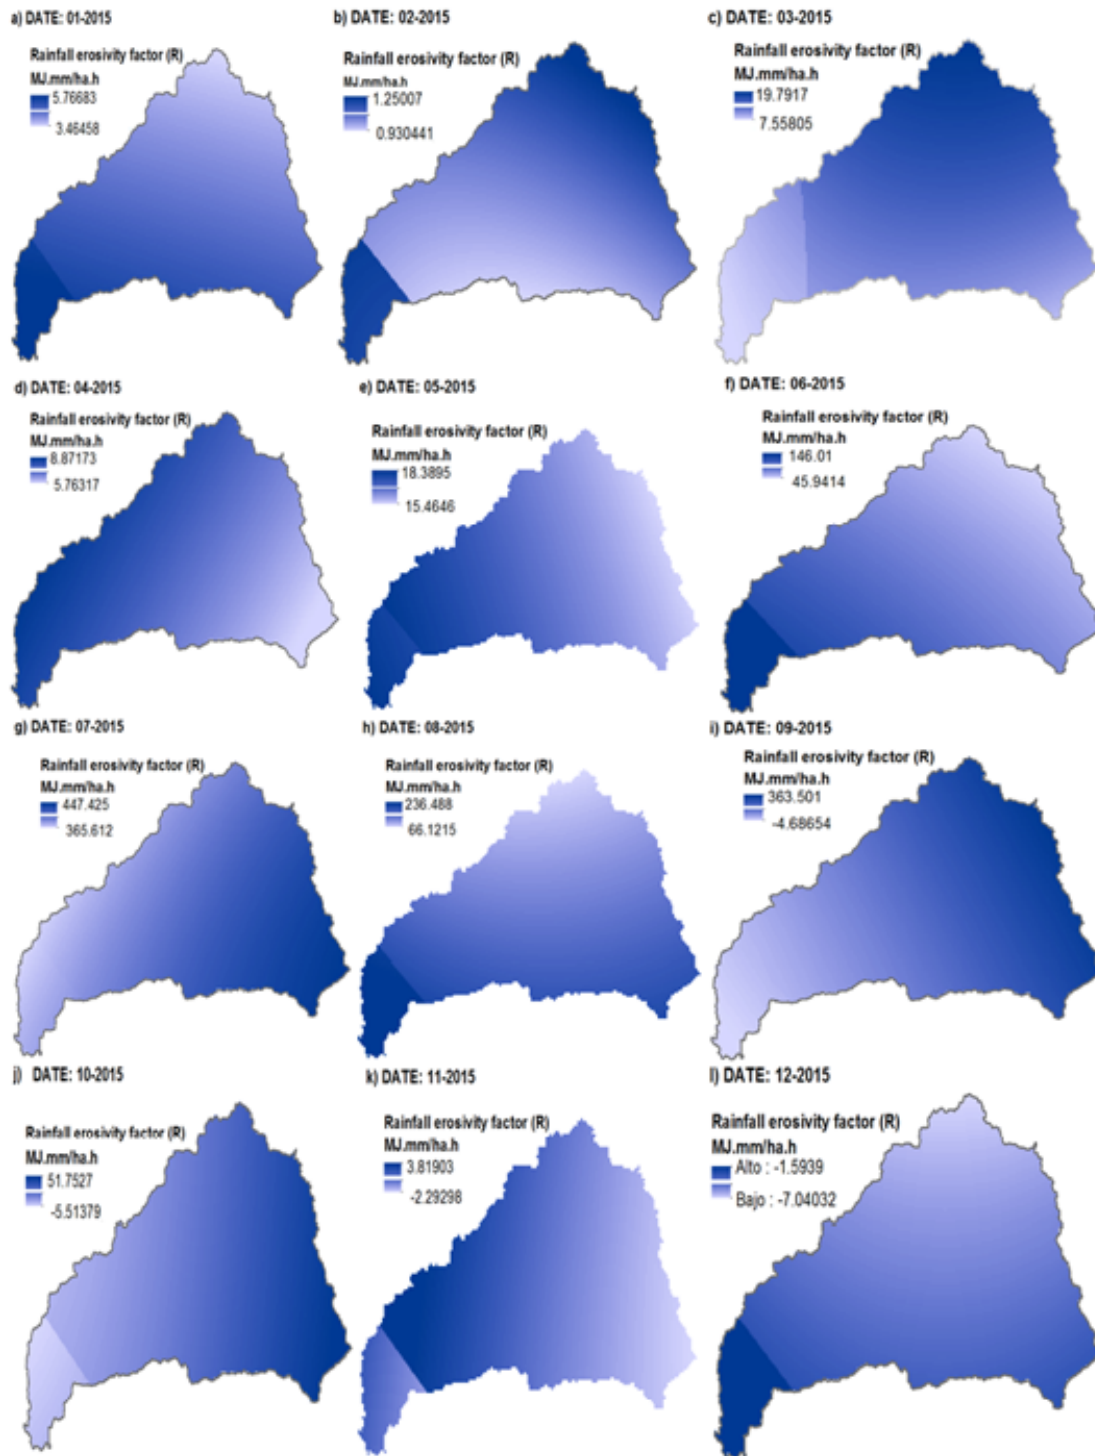 a) DATE: 01-2015
Rainfall erosivity factor (R)
MJ.mm/ha.h
5.76683
3.46458
b) DATE: 02-2015
Rainfall erosivity factor (R)
MJ.mm/ha.h
1.25007
0.930441
c) DATE: 03-2015
Rainfall erosivity factor (R)
MJ.mm/ha.h
19.7917
7.55805
d) DATE: 04-2015
Rainfall erosivity factor (R)
MJ.mm/ha.h
8.87173
5.76317
e) DATE: 05-2015
Rainfall erosivity factor (R)
MJ.mm/ha.h
18.3895
15.4646
f) DATE: 06-2015
Rainfall erosivity factor (R)
MJ.mm/ha.h
146.01
45.9414
g) DATE: 07-2015
Rainfall erosivity factor (R)
MJ.mm/ha.h
447.425
365.612
h) DATE: 08-2015
Rainfall erosivity factor (R)
MJ.mm/ha.h
236.488
66.1215
i) DATE: 09-2015
Rainfall erosivity factor (R)
MJ.mm/ha.h
363.501
-4.68654
j) DATE: 10-2015
Rainfall erosivity factor (R)
MJ.mm/ha.h
51.7527
-5.51379
k) DATE: 11-2015
Rainfall erosivity factor (R)
MJ.mm/ha.h
3.81903
-2.29298
l) DATE: 12-2015
Rainfall erosivity factor (R)
MJ.mm/ha.h
Alto : -1.5939
Bajo : -7.04032